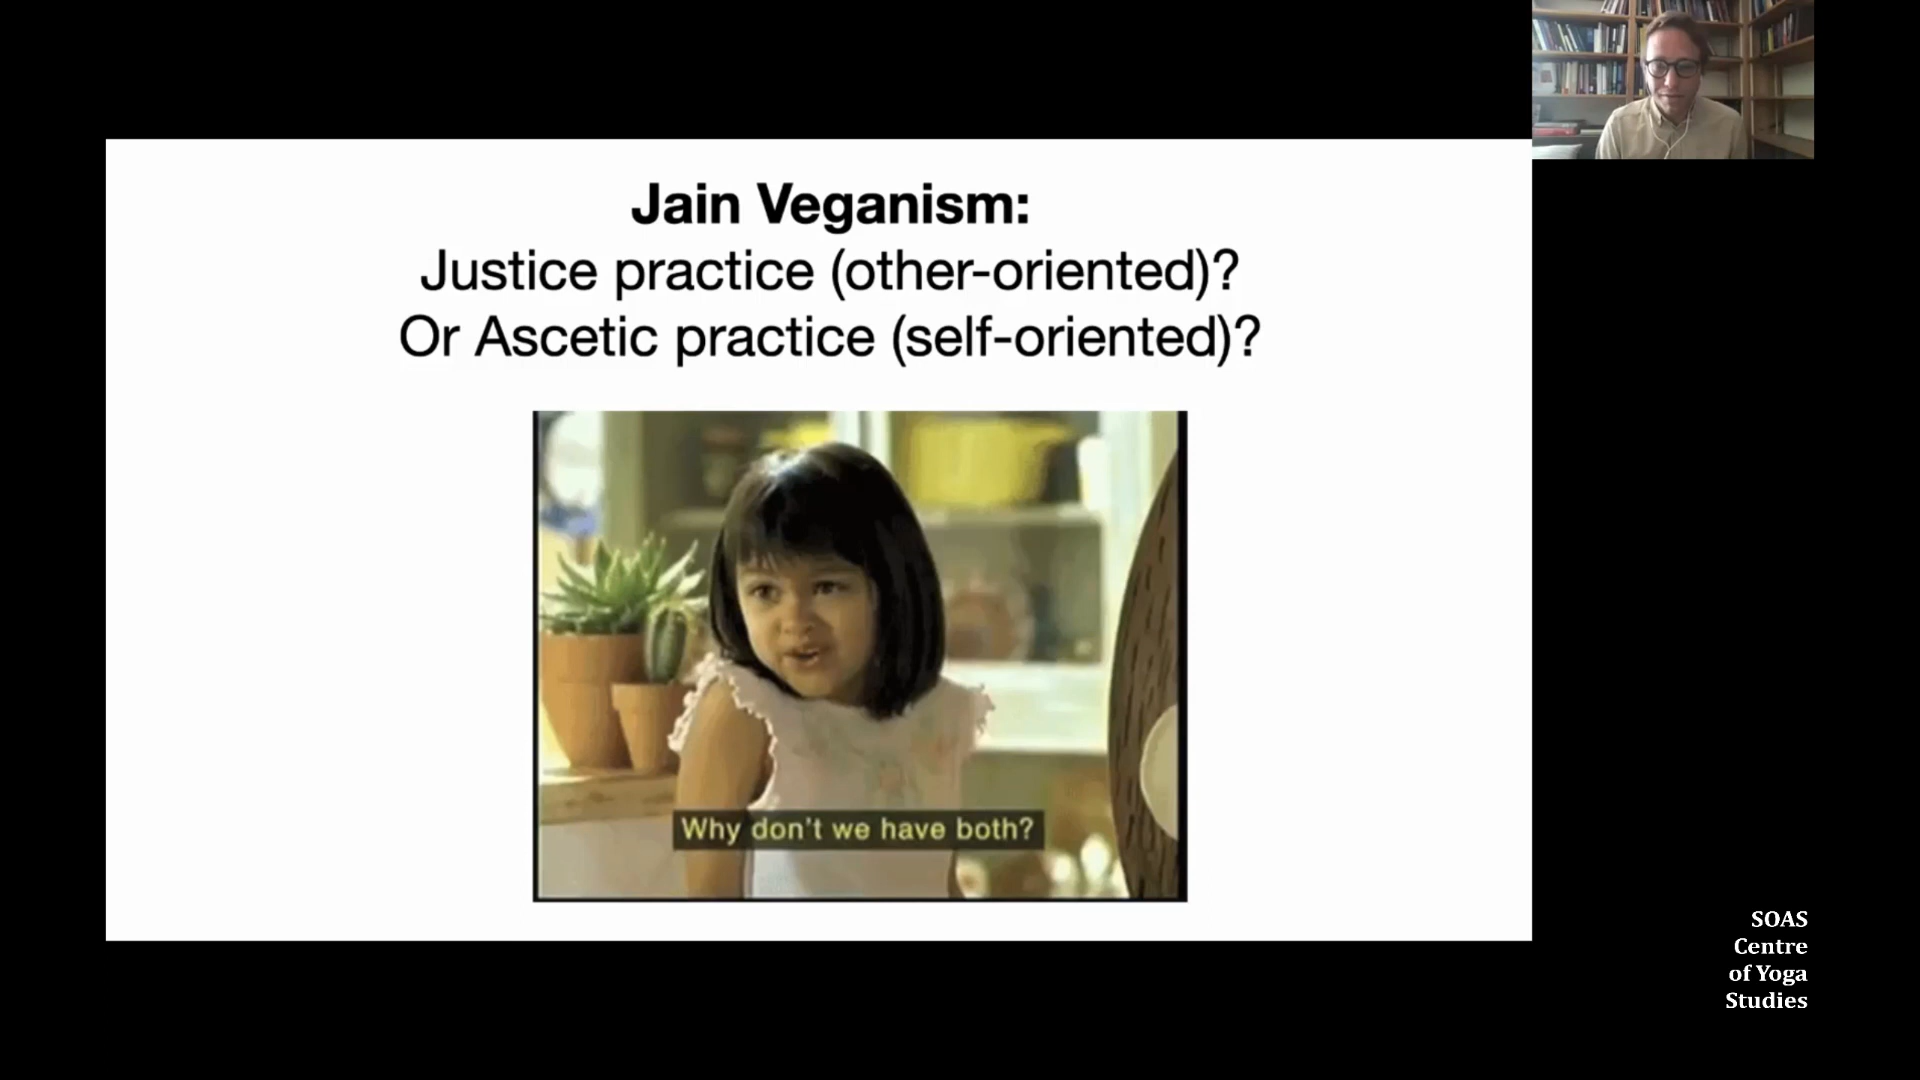 Jain Veganism:
Justice practice (other-oriented)?
Or Ascetic practice (self-oriented)?
Why don't we have both?
SOAS
Centre
of Yoga
Studies